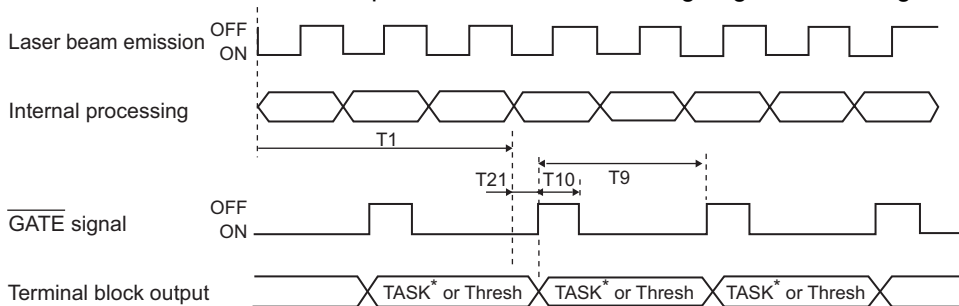 OFF
Laser beam emission
ON
Internal processing
T1
T21 T10 T9
OFF
GATE signal
ON
Terminal block output TASK* or Thresh TASK* or Thresh TASK* or Thresh